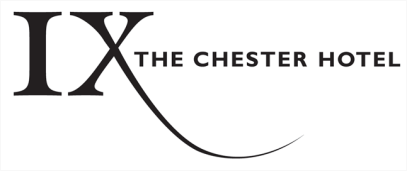 IX THE CHESTER HOTEL